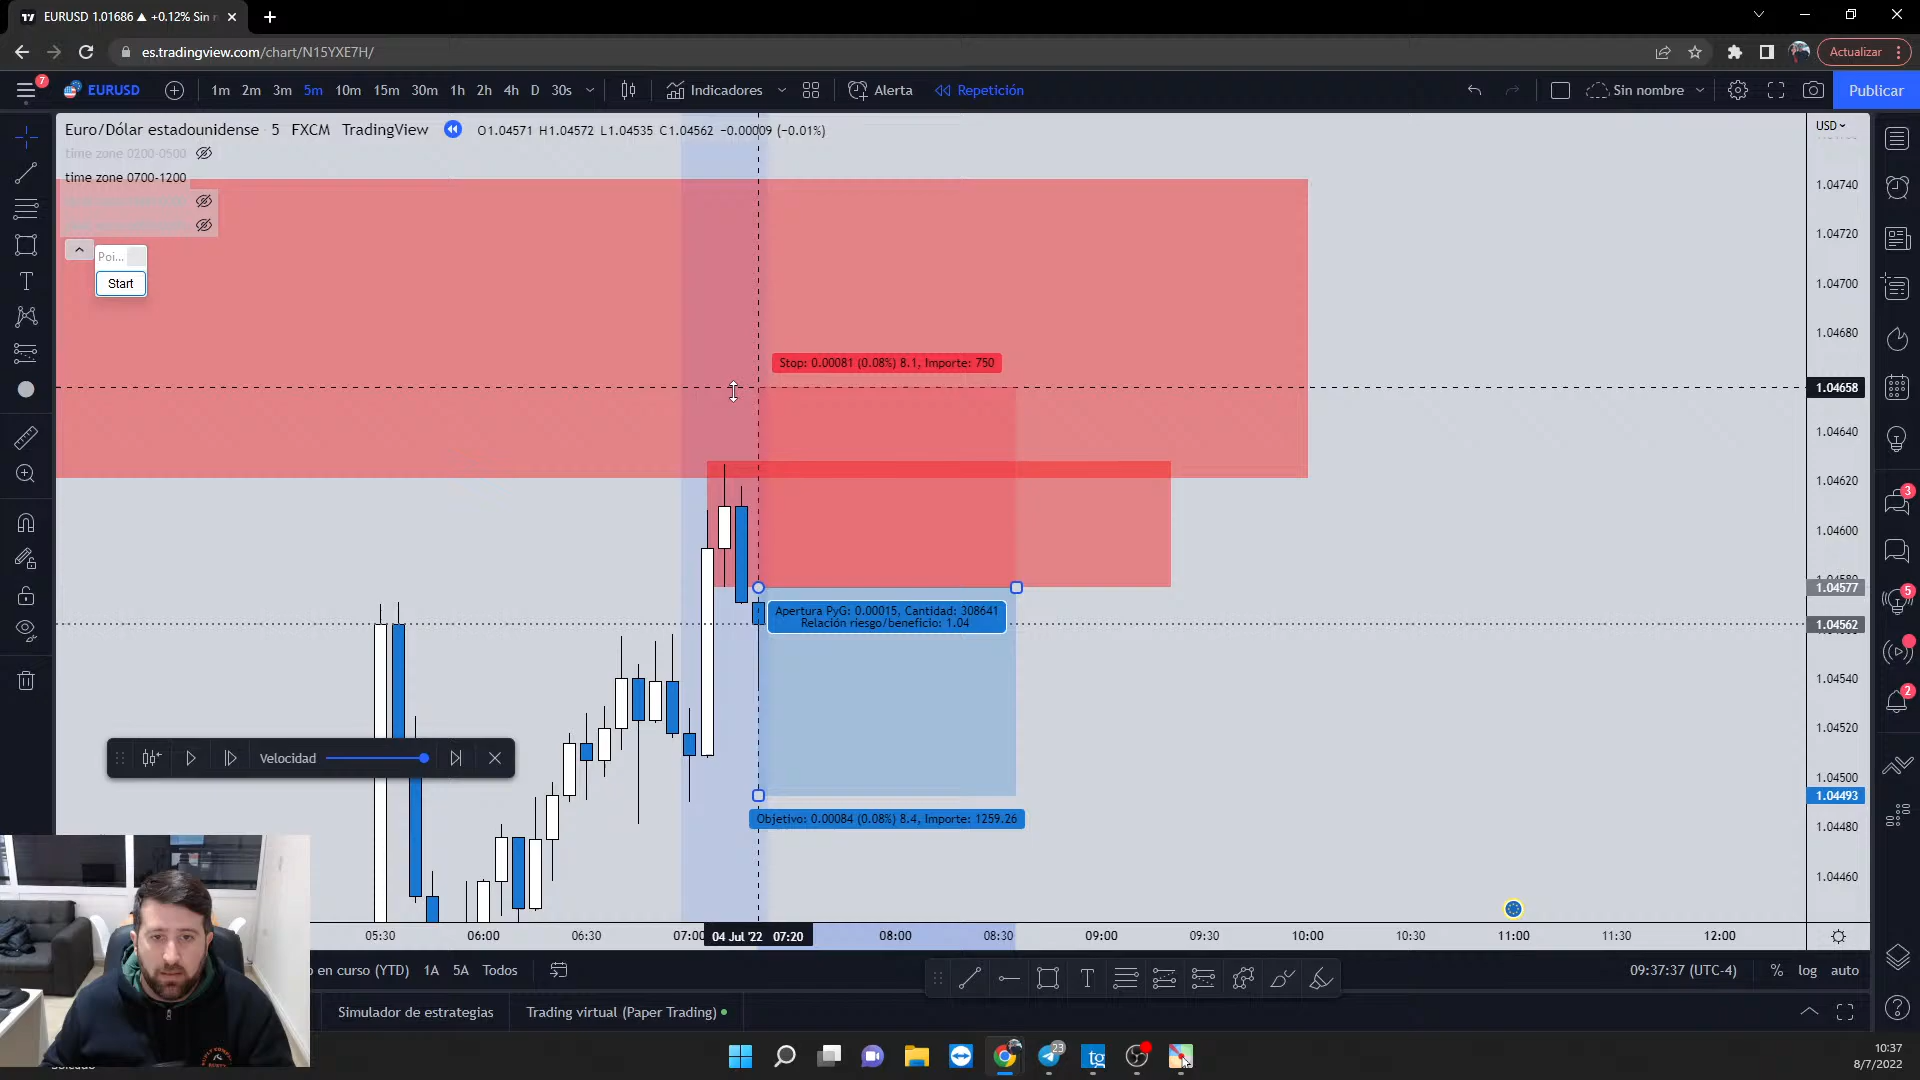 EURUSD 1.01686 ▲ +0.12% Sin n
es.tradingview.com/chart/N15YXE7H/
Actualizar
7
EURUSD
1m 2m 3m 5m 10m 15m 30m 1h 2h 4h D 30s
Indicadores
Alerta
Repetición
Sin nombre
Publicar
Euro/Dólar estadounidense 5 FXCM TradingView
O1.04571 H1.04572 L1.04535 C1.04562 −0.00009 (−0.01%)
USD
time zone 0200-0500
time zone 0700-1200
Poi...
Start
1.04740
1.04720
1.04700
1.04680
1.04658
1.04640
1.04620
1.04600
1.04577
1.04562
1.04540
1.04520
1.04500
1.04493
1.04480
1.04460
Stop: 0.00081 (0.08%) 8.1, Importe: 750
Apertura PyG: 0.00015, Cantidad: 308641
Relación riesgo/beneficio: 1.04
Objetivo: 0.00084 (0.08%) 8.4, Importe: 1259.26
Velocidad
3
5
2
05:30 06:00 06:30 07:00 04 Jul '22 07:20 08:00 08:30 09:00 09:30 10:00 10:30 11:00 11:30 12:00
o en curso (YTD) 1A 5A Todos
09:37:37 (UTC-4) % log auto
Simulador de estrategias
Trading virtual (Paper Trading)
23
tg
10:37
8/7/2022